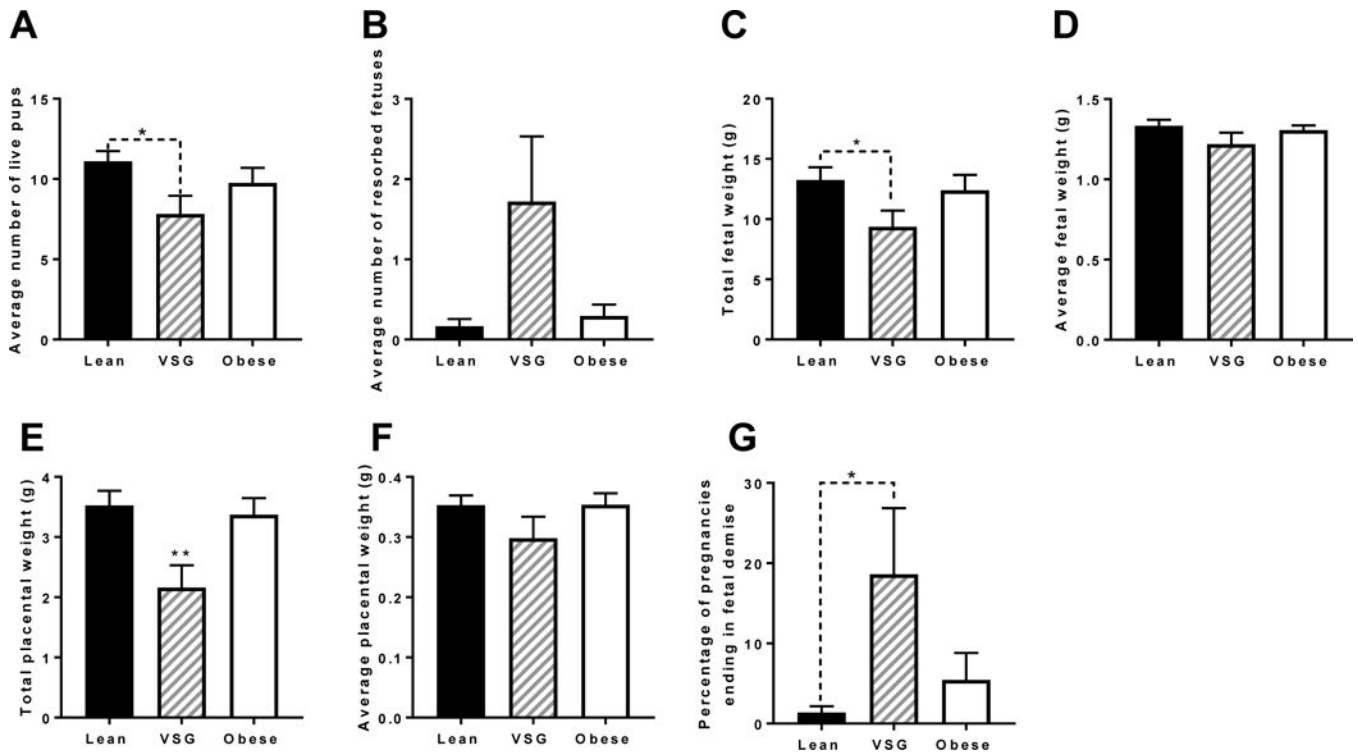 A
Average number of live pups
15
10
5
0
*
Lean VSG Obese
B
Average number of resorbed fetuses
3
2
1
0
Lean VSG Obese
C
Total fetal weight (g)
20
15
10
5
0
*
Lean VSG Obese
D
Average fetal weight (g)
1.5
1.0
0.5
0.0
Lean VSG Obese
E
Total placental weight (g)
4
3
2
1
0
**
Lean VSG Obese
F
Average placental weight (g)
0.4
0.3
0.2
0.1
0.0
Lean VSG Obese
G
Percentage of pregnancies
ending in fetal demise
30
20
10
0
*
Lean VSG Obese